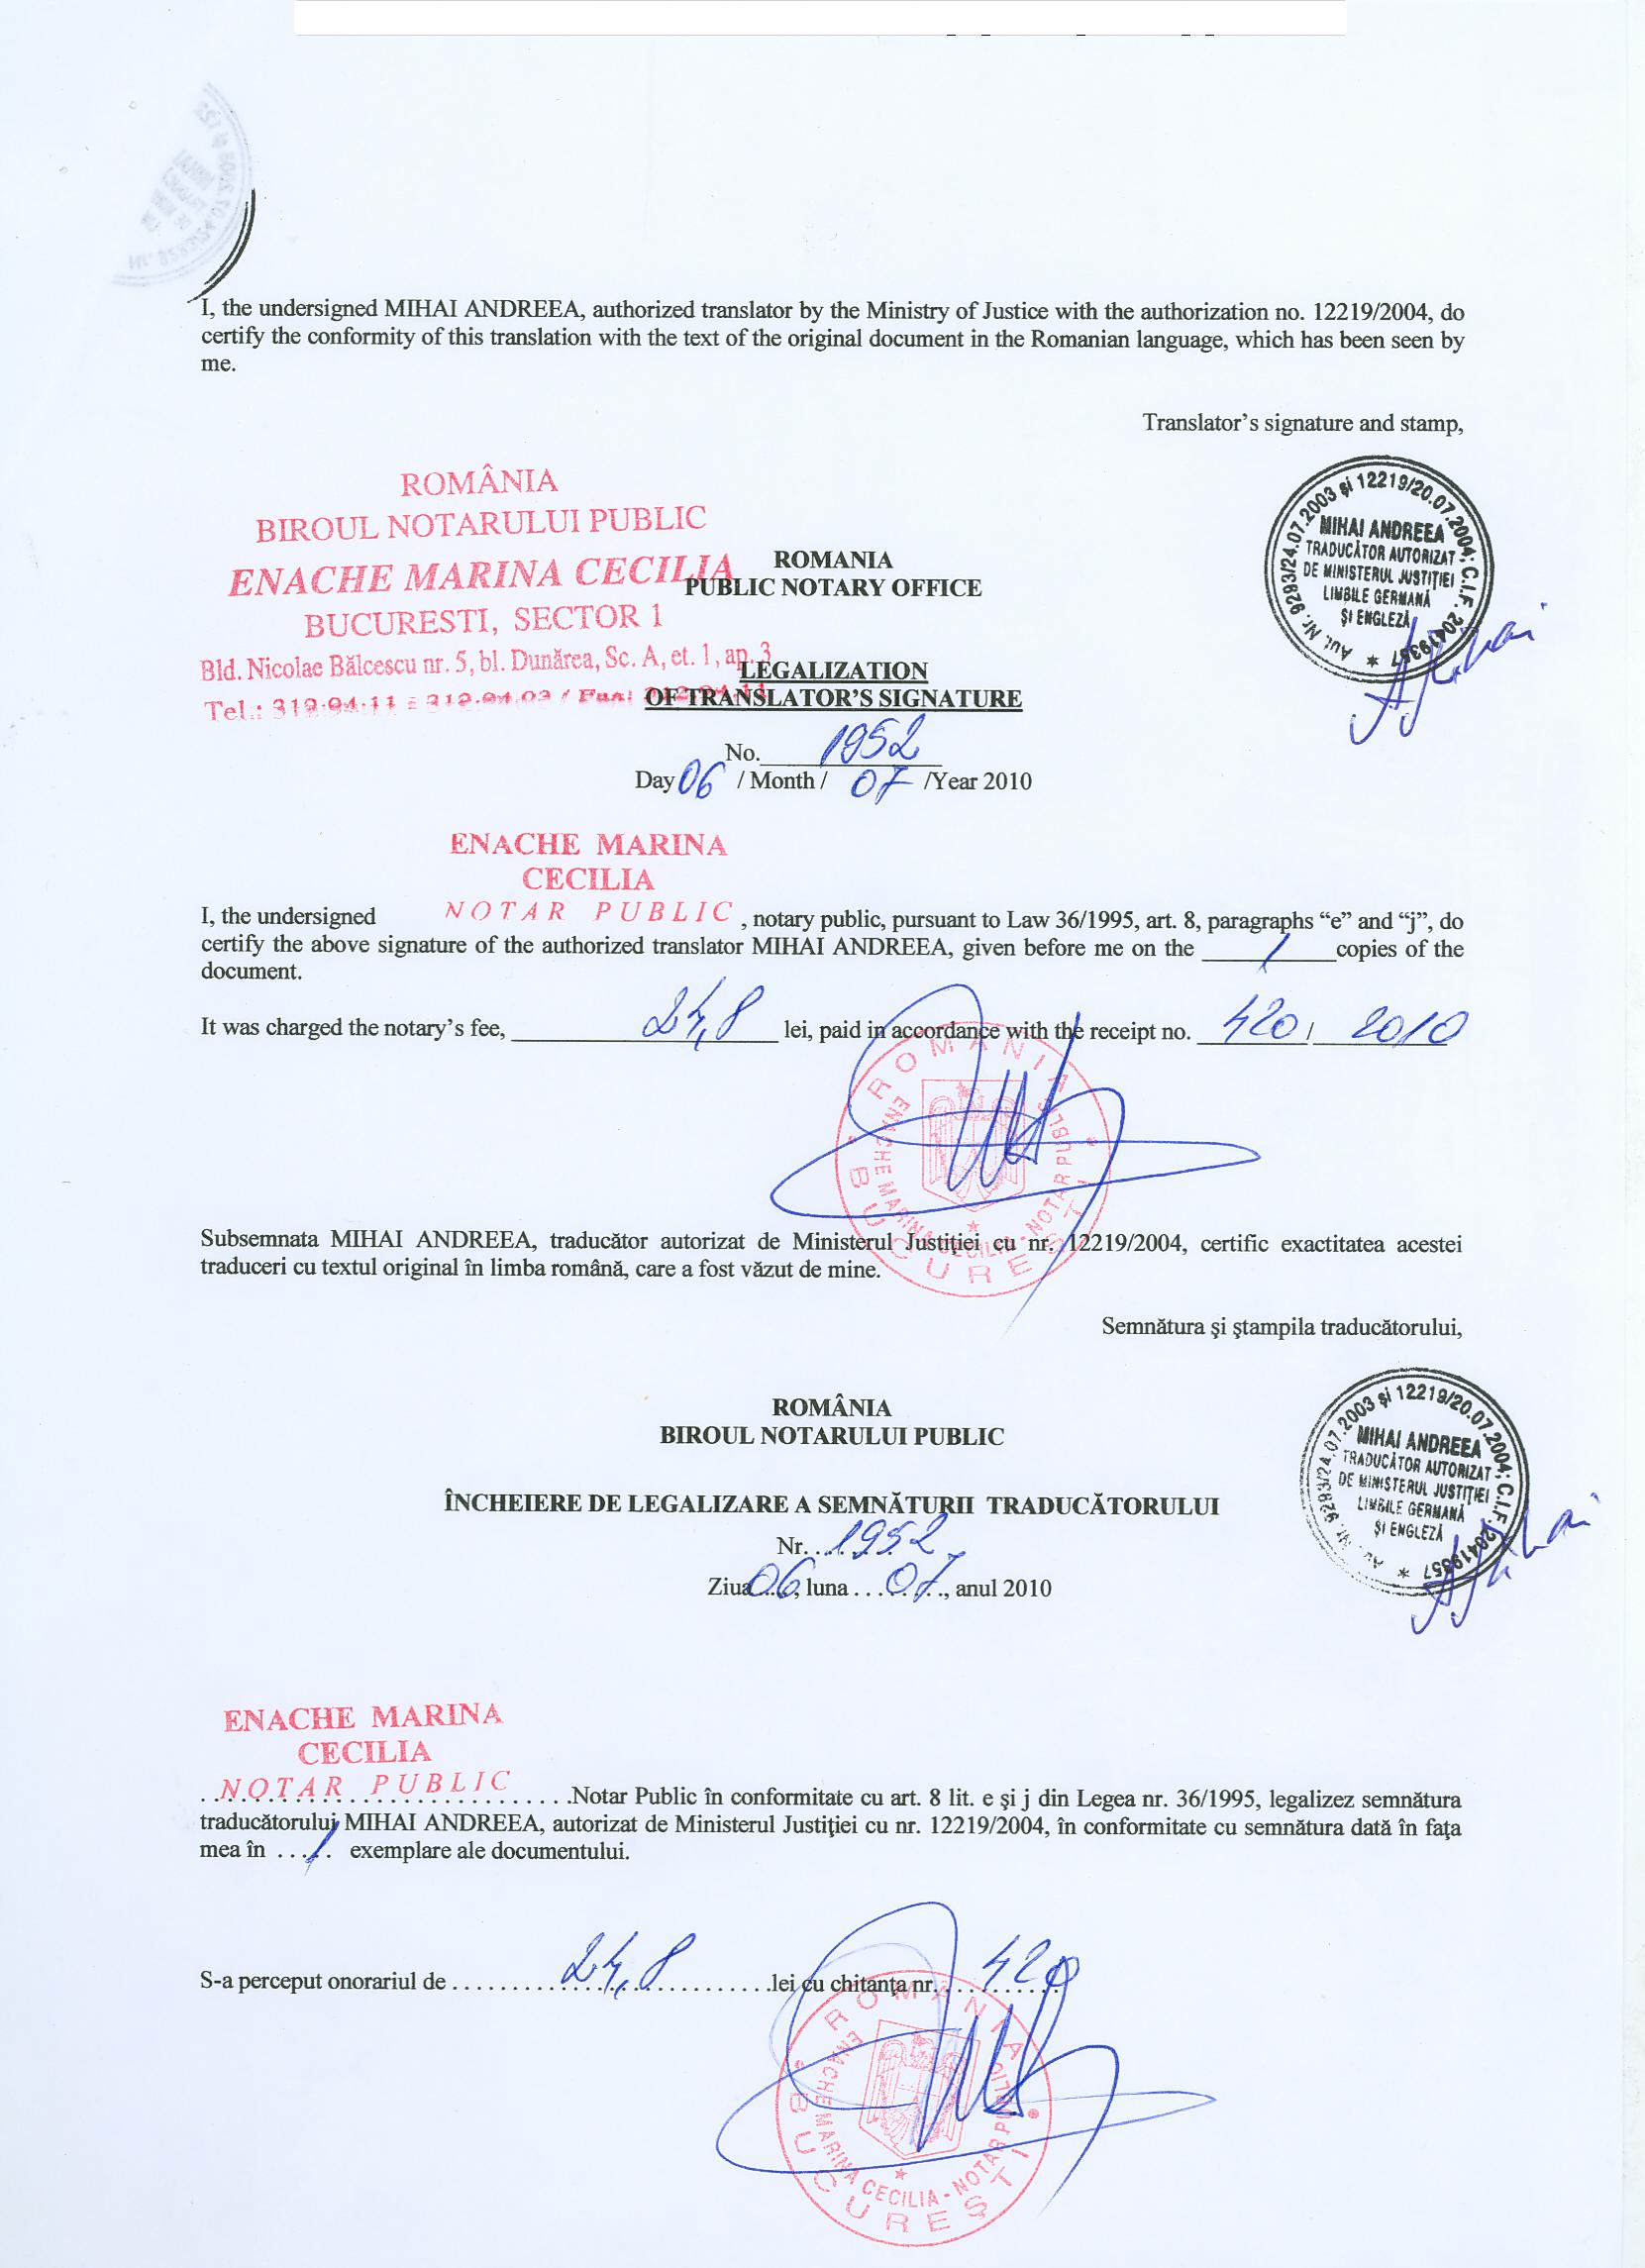 I, the undersigned MIHAI ANDREEA, authorized translator by the Ministry of Justice with the authorization no. 12219/2004, do
certify the conformity of this translation with the text of the original document in the Romanian language, which has been seen by
me.
Translator's signature and stamp,
ROMÂNIA
BIROUL NOTARULUI PUBLIC
ENACHE MARINA CECILIA
BUCURESTI, SECTOR 1
Bld. Nicolae Bălcescu nr. 5, bl. Dunărea, Sc. A, et. 1, ap. 3
Tel.: 312.94.11
Aut. Nr. 9293/24.07.2003 și 12219/20.07.2004; C.I.F. 20419357 *
MIHAI ANDREEA
TRADUCĂTOR AUTORIZAT
DE MINISTERUL JUSTIȚIEI
LIMBILE GERMANĂ
ȘI ENGLEZĂ
ROMANIA
PUBLIC NOTARY OFFICE
LEGALIZATION
OF TRANSLATOR'S SIGNATURE
No. 1952
Day 06 / Month / 07 /Year 2010
ENACHE MARINA
CECILIA
NOTAR PUBLIC
I, the undersigned , notary public, pursuant to Law 36/1995, art. 8, paragraphs “e” and “j”, do
certify the above signature of the authorized translator MIHAI ANDREEA, given before me on the 1 copies of the
document.
It was charged the notary's fee, 24,8 lei, paid in accordance with the receipt no. 420 / 2010
ROMANIA
BUCUREȘTI
ENACHE MARINA CECILIA - NOTAR PUBLIC
Subsemnata MIHAI ANDREEA, traducător autorizat de Ministerul Justiţiei cu nr. 12219/2004, certific exactitatea acestei
traduceri cu textul original în limba română, care a fost văzut de mine.
Semnătura şi ştampila traducătorului,
ROMÂNIA
BIROUL NOTARULUI PUBLIC
Aut. Nr. 9293/24.07.2003 și 12219/20.07.2004; C.I.F. 20419357 *
MIHAI ANDREEA
TRADUCĂTOR AUTORIZAT
DE MINISTERUL JUSTIȚIEI
LIMBILE GERMANĂ
ȘI ENGLEZĂ
ÎNCHEIERE DE LEGALIZARE A SEMNĂTURII TRADUCĂTORULUI
Nr. 1952
Ziua 06, luna 07, anul 2010
ENACHE MARINA
CECILIA
NOTAR PUBLIC
.Notar Public în conformitate cu art. 8 lit. e şi j din Legea nr. 36/1995, legalizez semnătura
traducătorului MIHAI ANDREEA, autorizat de Ministerul Justiţiei cu nr. 12219/2004, în conformitate cu semnătura dată în faţa
mea în 1 exemplare ale documentului.
S-a perceput onorariul de 24,8 lei cu chitanţa nr. 420
ROMANIA
BUCUREȘTI
ENACHE MARINA CECILIA - NOTAR PUBLIC